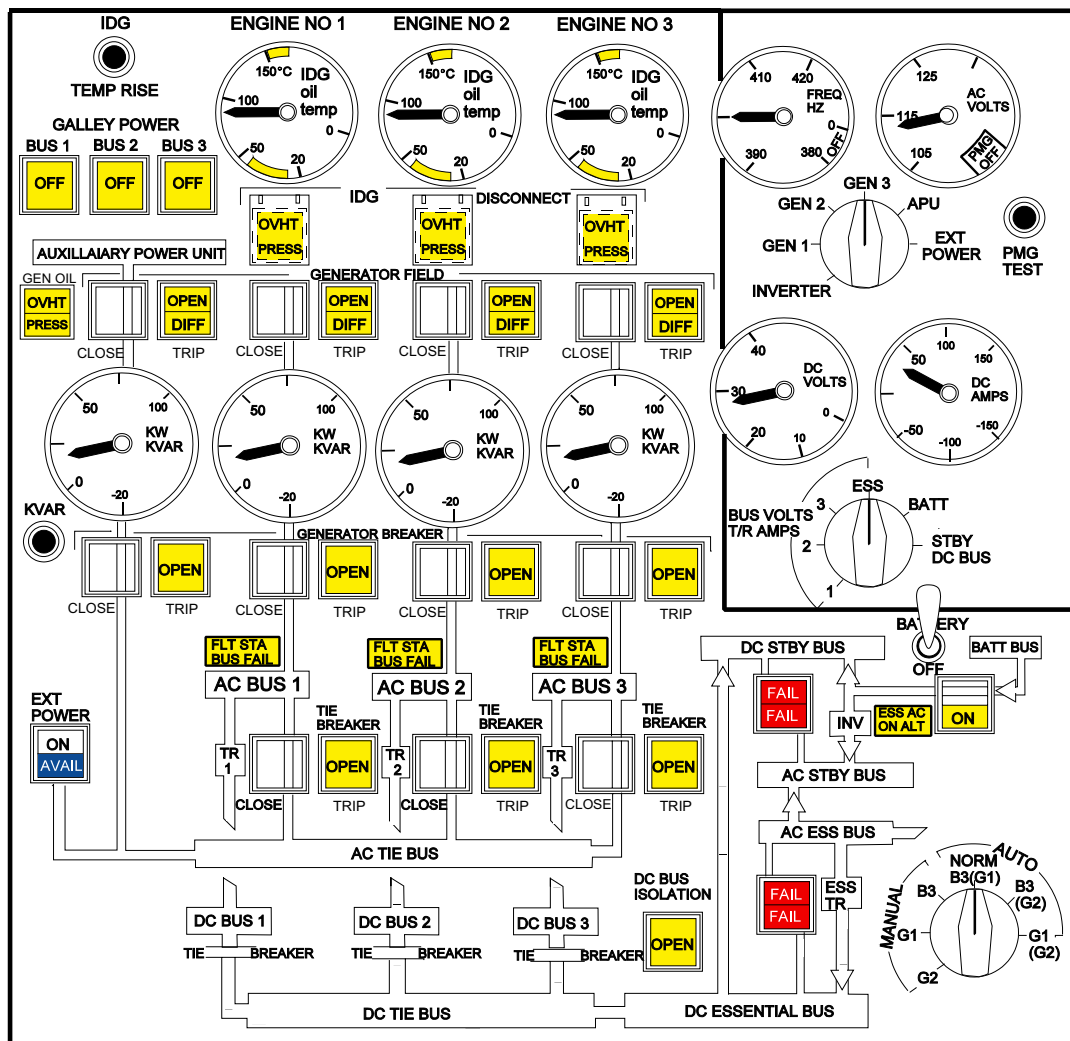 IDG
TEMP RISE
ENGINE NO 1
ENGINE NO 2
ENGINE NO 3
150°C
100
50
20
0
IDG
oil
temp
150°C
100
50
20
0
IDG
oil
temp
150°C
100
50
20
0
IDG
oil
temp
410
420
FREQ
HZ
0
OFF
390
380
125
AC
VOLTS
115
105
PMG
OFF
GALLEY POWER
BUS 1
BUS 2
BUS 3
OFF
OFF
OFF
IDG
DISCONNECT
OVHT
PRESS
OVHT
PRESS
OVHT
PRESS
GEN 3
GEN 2
APU
GEN 1
EXT
POWER
INVERTER
PMG
TEST
AUXILLAIARY POWER UNIT
GEN OIL
GENERATOR FIELD
OVHT
PRESS
OPEN
DIFF
OPEN
DIFF
OPEN
DIFF
OPEN
DIFF
CLOSE
TRIP
CLOSE
TRIP
CLOSE
TRIP
CLOSE
TRIP
50
100
KW
KVAR
0
-20
50
100
KW
KVAR
0
-20
50
100
KW
KVAR
0
-20
50
100
KW
KVAR
0
-20
40
DC
VOLTS
30
0
20
10
100
50
150
DC
AMPS
-50
-100
-150
KVAR
ESS
3
BATT
BUS VOLTS
T/R AMPS
2
STBY
DC BUS
1
GENERATOR BREAKER
OPEN
OPEN
OPEN
OPEN
CLOSE
TRIP
CLOSE
TRIP
CLOSE
TRIP
CLOSE
TRIP
FLT STA
BUS FAIL
FLT STA
BUS FAIL
FLT STA
BUS FAIL
AC BUS 1
AC BUS 2
AC BUS 3
DC STBY BUS
BATTERY
OFF
BATT BUS
FAIL
FAIL
INV
ESS AC
ON ALT
ON
EXT
POWER
ON
AVAIL
TIE
BREAKER
TIE
BREAKER
TIE
BREAKER
TR
1
OPEN
TR
2
OPEN
TR
3
OPEN
CLOSE
TRIP
CLOSE
TRIP
CLOSE
TRIP
AC STBY BUS
AC TIE BUS
AC ESS BUS
FAIL
FAIL
ESS
TR
AUTO
MANUAL
NORM
B3(G1)
B3
B3
(G2)
G1
G1
(G2)
G2
DC BUS
ISOLATION
OPEN
DC BUS 1
DC BUS 2
DC BUS 3
TIE
BREAKER
TIE
BREAKER
TIE
BREAKER
DC TIE BUS
DC ESSENTIAL BUS